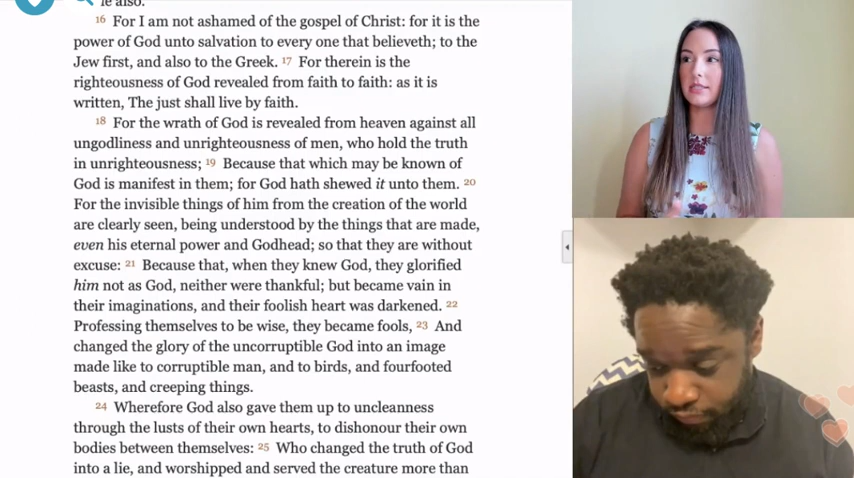 le also.
16 For I am not ashamed of the gospel of Christ: for it is the
power of God unto salvation to every one that believeth; to the
Jew first, and also to the Greek. 17 For therein is the
righteousness of God revealed from faith to faith: as it is
written, The just shall live by faith.
18 For the wrath of God is revealed from heaven against all
ungodliness and unrighteousness of men, who hold the truth
in unrighteousness; 19 Because that which may be known of
God is manifest in them; for God hath shewed it unto them. 20
For the invisible things of him from the creation of the world
are clearly seen, being understood by the things that are made,
even his eternal power and Godhead; so that they are without
excuse: 21 Because that, when they knew God, they glorified
him not as God, neither were thankful; but became vain in
their imaginations, and their foolish heart was darkened. 22
Professing themselves to be wise, they became fools, 23 And
changed the glory of the uncorruptible God into an image
made like to corruptible man, and to birds, and fourfooted
beasts, and creeping things.
24 Wherefore God also gave them up to uncleanness
through the lusts of their own hearts, to dishonour their own
bodies between themselves: 25 Who changed the truth of God
into a lie, and worshipped and served the creature more than